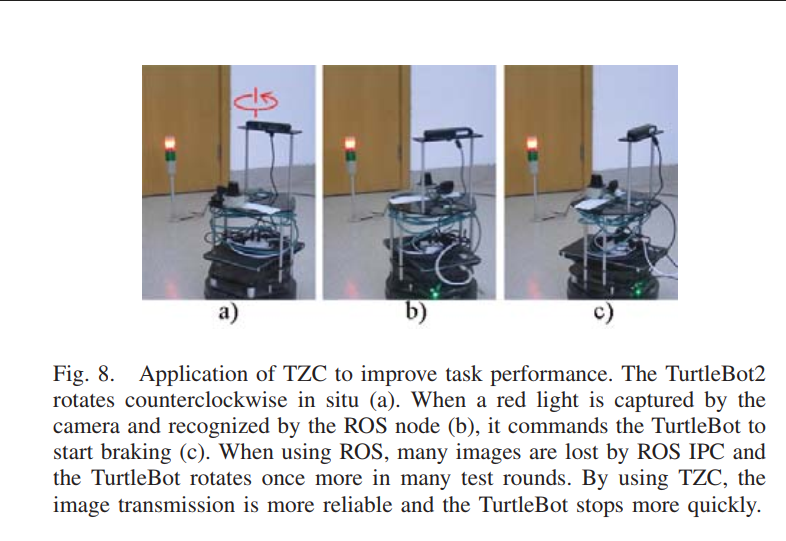 a) b) c)
Fig. 8. Application of TZC to improve task performance. The TurtleBot2
rotates counterclockwise in situ (a). When a red light is captured by the
camera and recognized by the ROS node (b), it commands the TurtleBot to
start braking (c). When using ROS, many images are lost by ROS IPC and
the TurtleBot rotates once more in many test rounds. By using TZC, the
image transmission is more reliable and the TurtleBot stops more quickly.